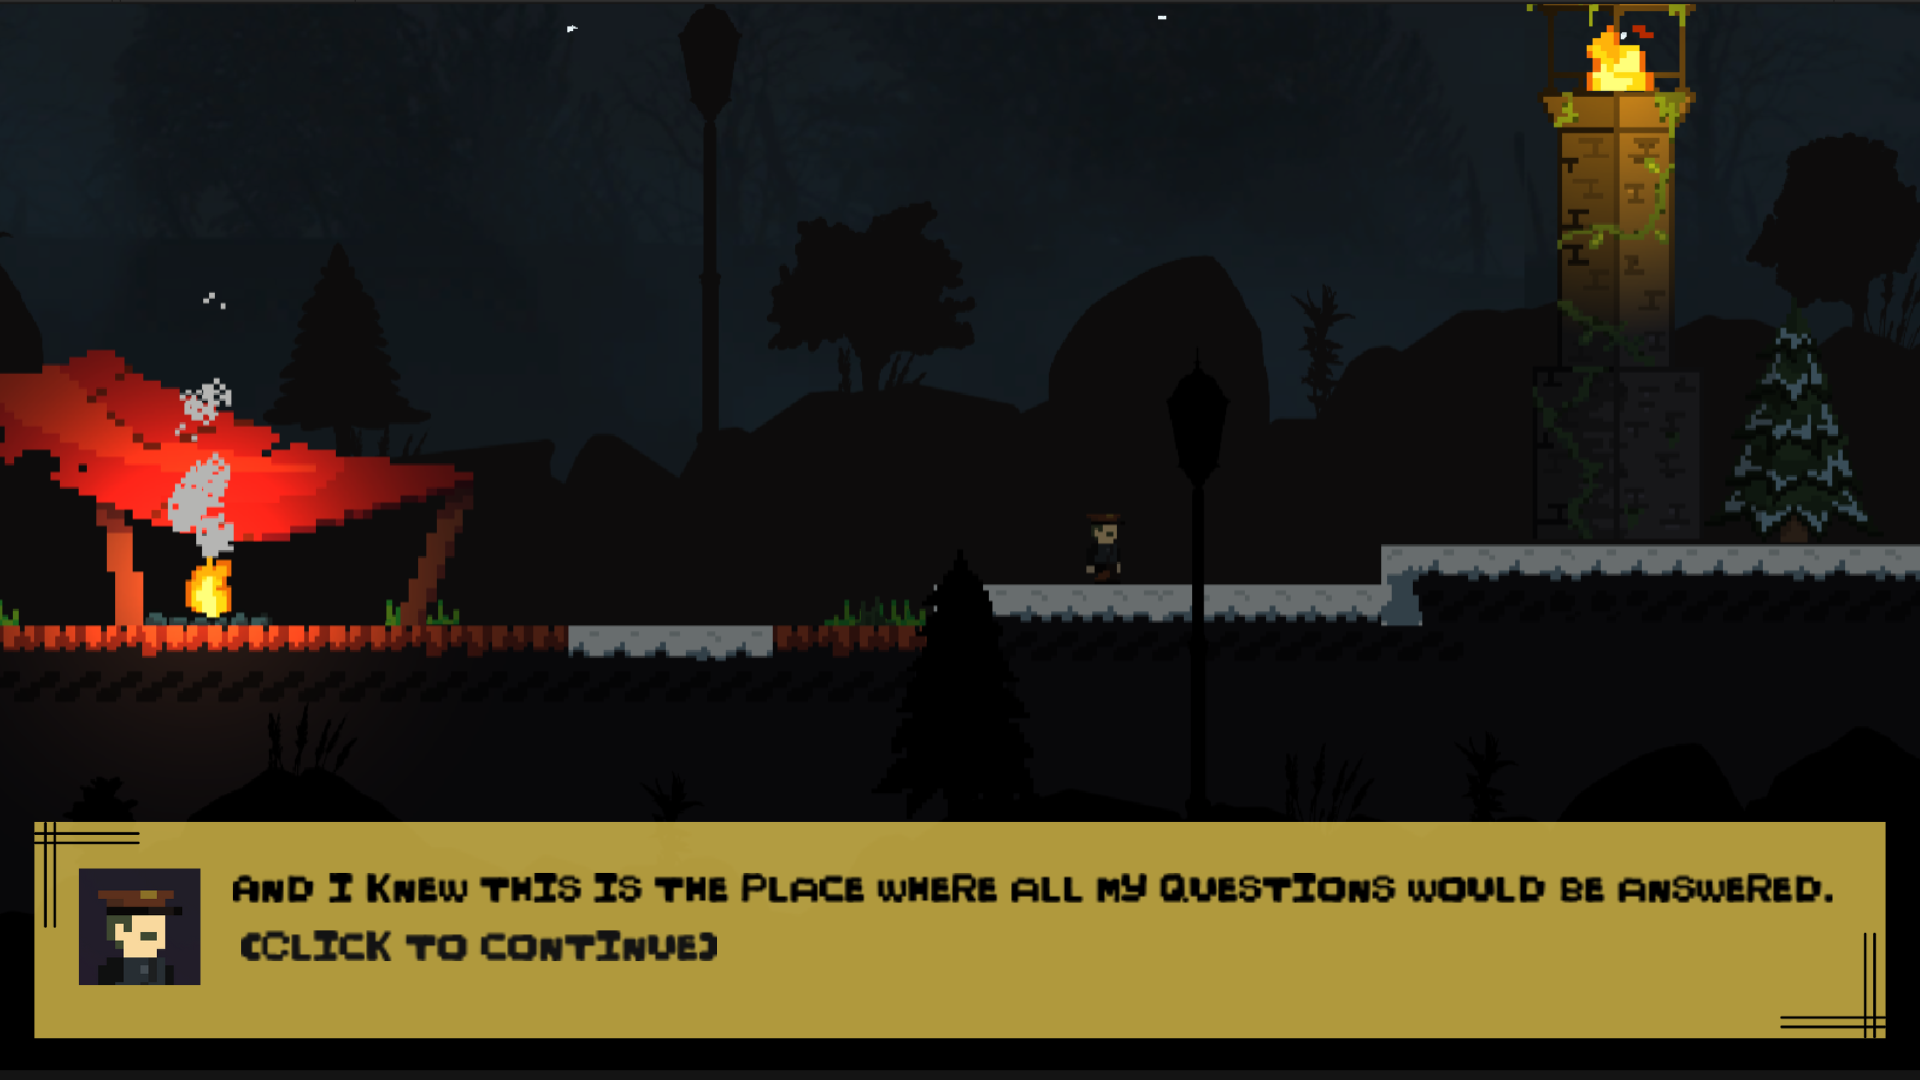 AND I KNEW THIS IS THE PLACE WHERE ALL MY QUESTIONS WOULD BE ANSWERED.
(CLICK TO CONTINUE)